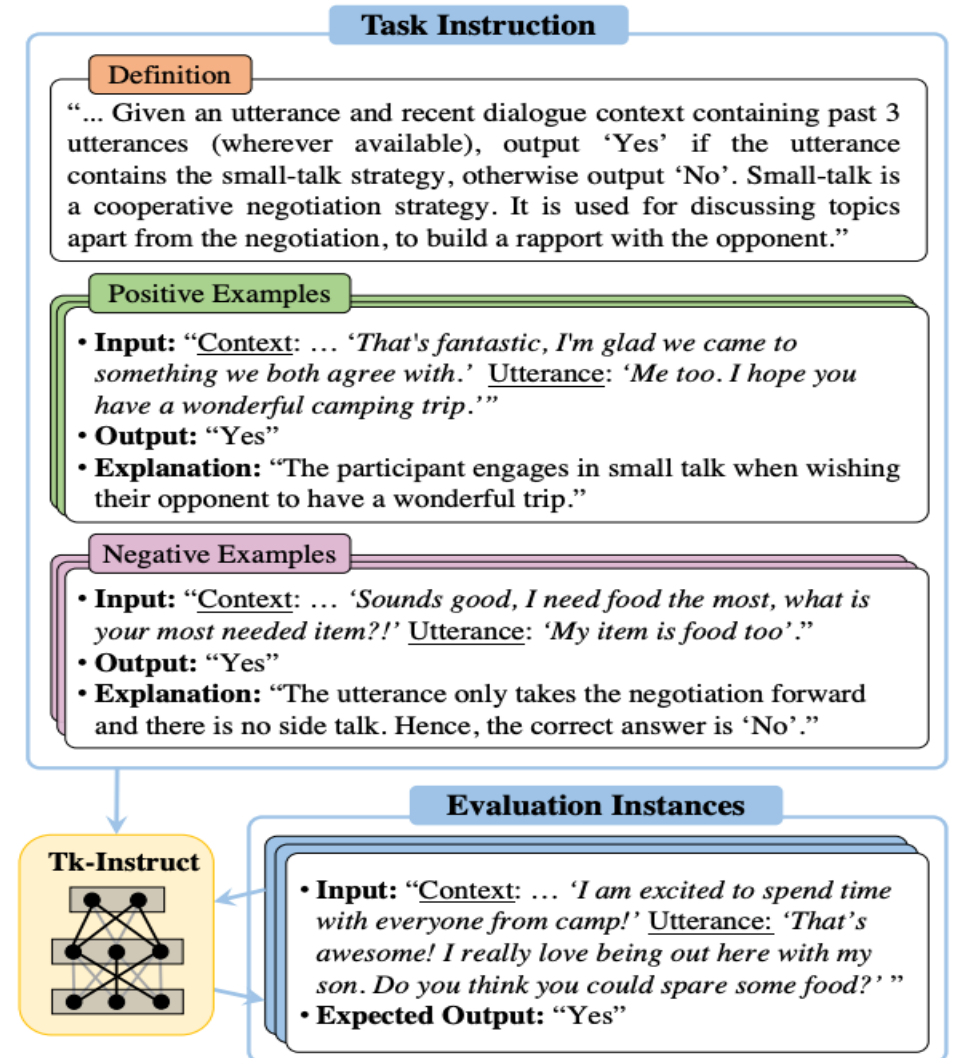 Task Instruction
Definition
“... Given an utterance and recent dialogue context containing past 3
utterances (wherever available), output ‘Yes’ if the utterance
contains the small-talk strategy, otherwise output ‘No’. Small-talk is
a cooperative negotiation strategy. It is used for discussing topics
apart from the negotiation, to build a rapport with the opponent.”
Positive Examples
• Input: “Context: … ‘That's fantastic, I'm glad we came to
something we both agree with.’ Utterance: ‘Me too. I hope you
have a wonderful camping trip.’”
• Output: “Yes”
• Explanation: “The participant engages in small talk when wishing
their opponent to have a wonderful trip.”
Negative Examples
• Input: “Context: … ‘Sounds good, I need food the most, what is
your most needed item?!’ Utterance: ‘My item is food too’.”
• Output: “Yes”
• Explanation: “The utterance only takes the negotiation forward
and there is no side talk. Hence, the correct answer is ‘No’.”
Tk-Instruct
Evaluation Instances
• Input: “Context: … ‘I am excited to spend time
with everyone from camp!’ Utterance: ‘That’s
awesome! I really love being out here with my
son. Do you think you could spare some food?’ ”
• Expected Output: “Yes”